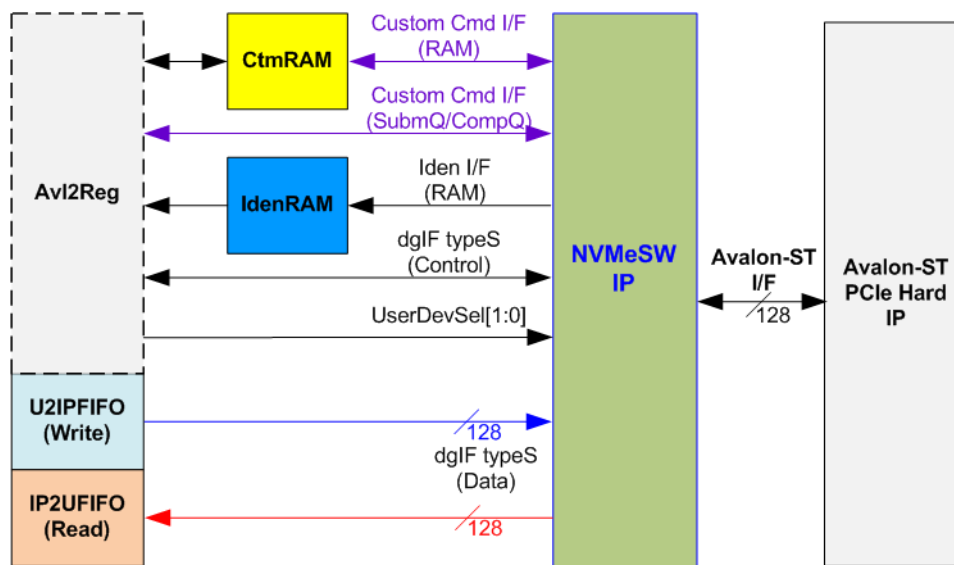 Custom Cmd I/F
(RAM)
CtmRAM
Custom Cmd I/F
(SubmQ/CompQ)
Avl2Reg
IdenRAM
Iden I/F
(RAM)
dgIF typeS
(Control)
UserDevSel[1:0]
NVMeSW
IP
Avalon-ST
I/F
128
Avalon-ST
PCIe Hard
IP
U2IPFIFO
(Write)
128
dgIF typeS
(Data)
IP2UFIFO
(Read)
128